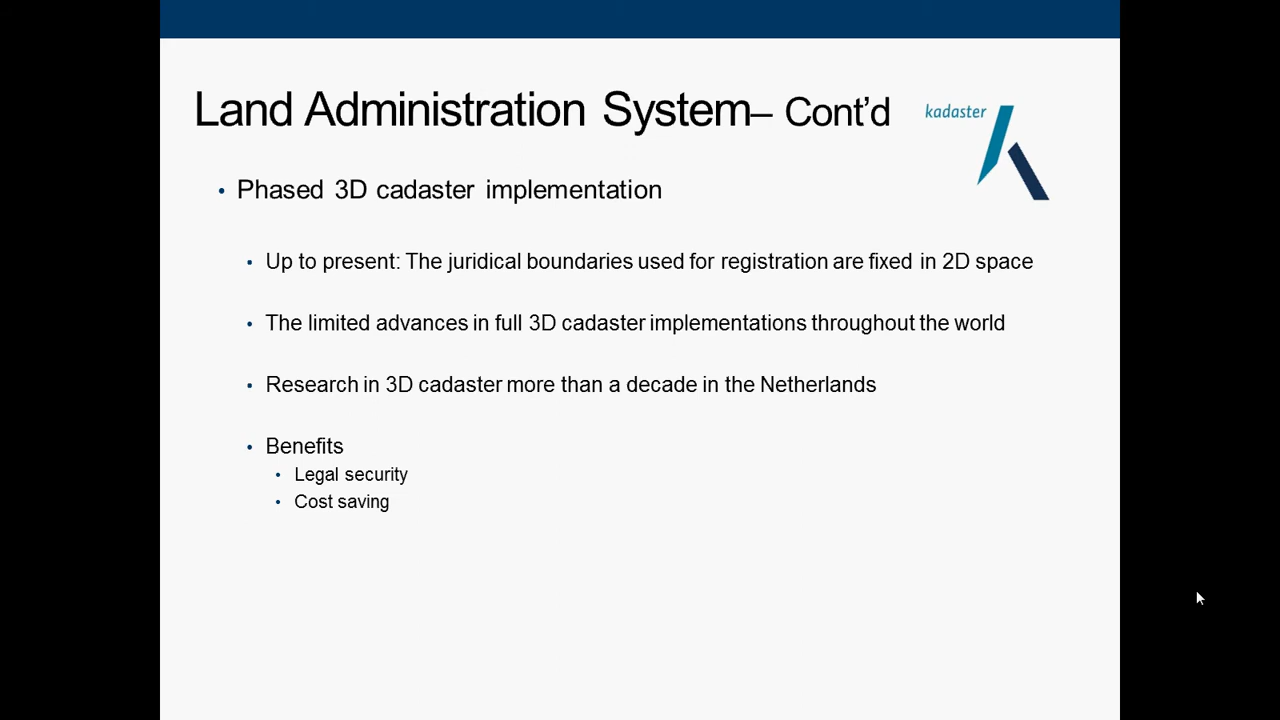 Land Administration System– Cont’d
kadaster
• Phased 3D cadaster implementation
• Up to present: The juridical boundaries used for registration are fixed in 2D space
• The limited advances in full 3D cadaster implementations throughout the world
• Research in 3D cadaster more than a decade in the Netherlands
• Benefits
• Legal security
• Cost saving